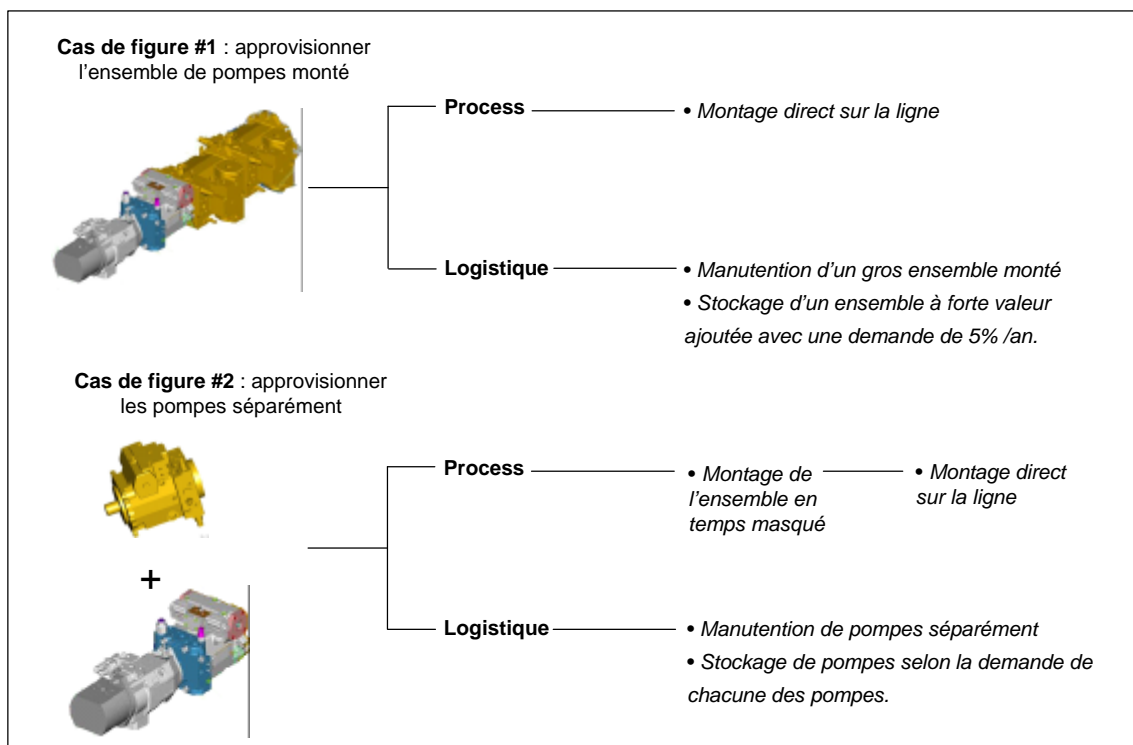 Cas de figure #1 : approvisionner
l'ensemble de pompes monté
Process
• Montage direct sur la ligne
Logistique
• Manutention d'un gros ensemble monté
• Stockage d'un ensemble à forte valeur
ajoutée avec une demande de 5% /an.
Cas de figure #2 : approvisionner
les pompes séparément
Process
• Montage de
l'ensemble en
temps masqué
• Montage direct
sur la ligne
+
Logistique
• Manutention de pompes séparément
• Stockage de pompes selon la demande de
chacune des pompes.